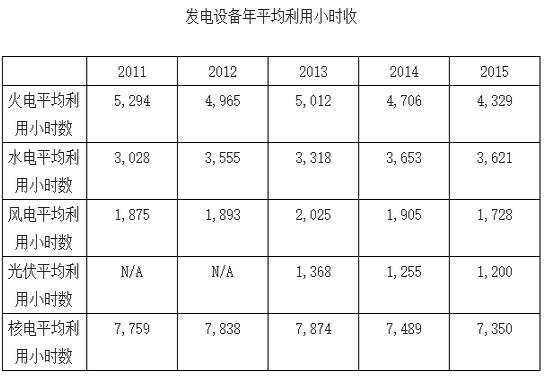 发电设备年平均利用小时收
2011 2012 2013 2014 2015
火电平均利 5,294 4,965 5,012 4,706 4,329
用小时数
水电平均利 3,028 3,555 3,318 3,653 3,621
用小时数
风电平均利 1,875 1,893 2,025 1,905 1,728
用小时数
光伏平均利 N/A N/A 1,368 1,255 1,200
用小时数
核电平均利 7,759 7,838 7,874 7,489 7,350
用小时数